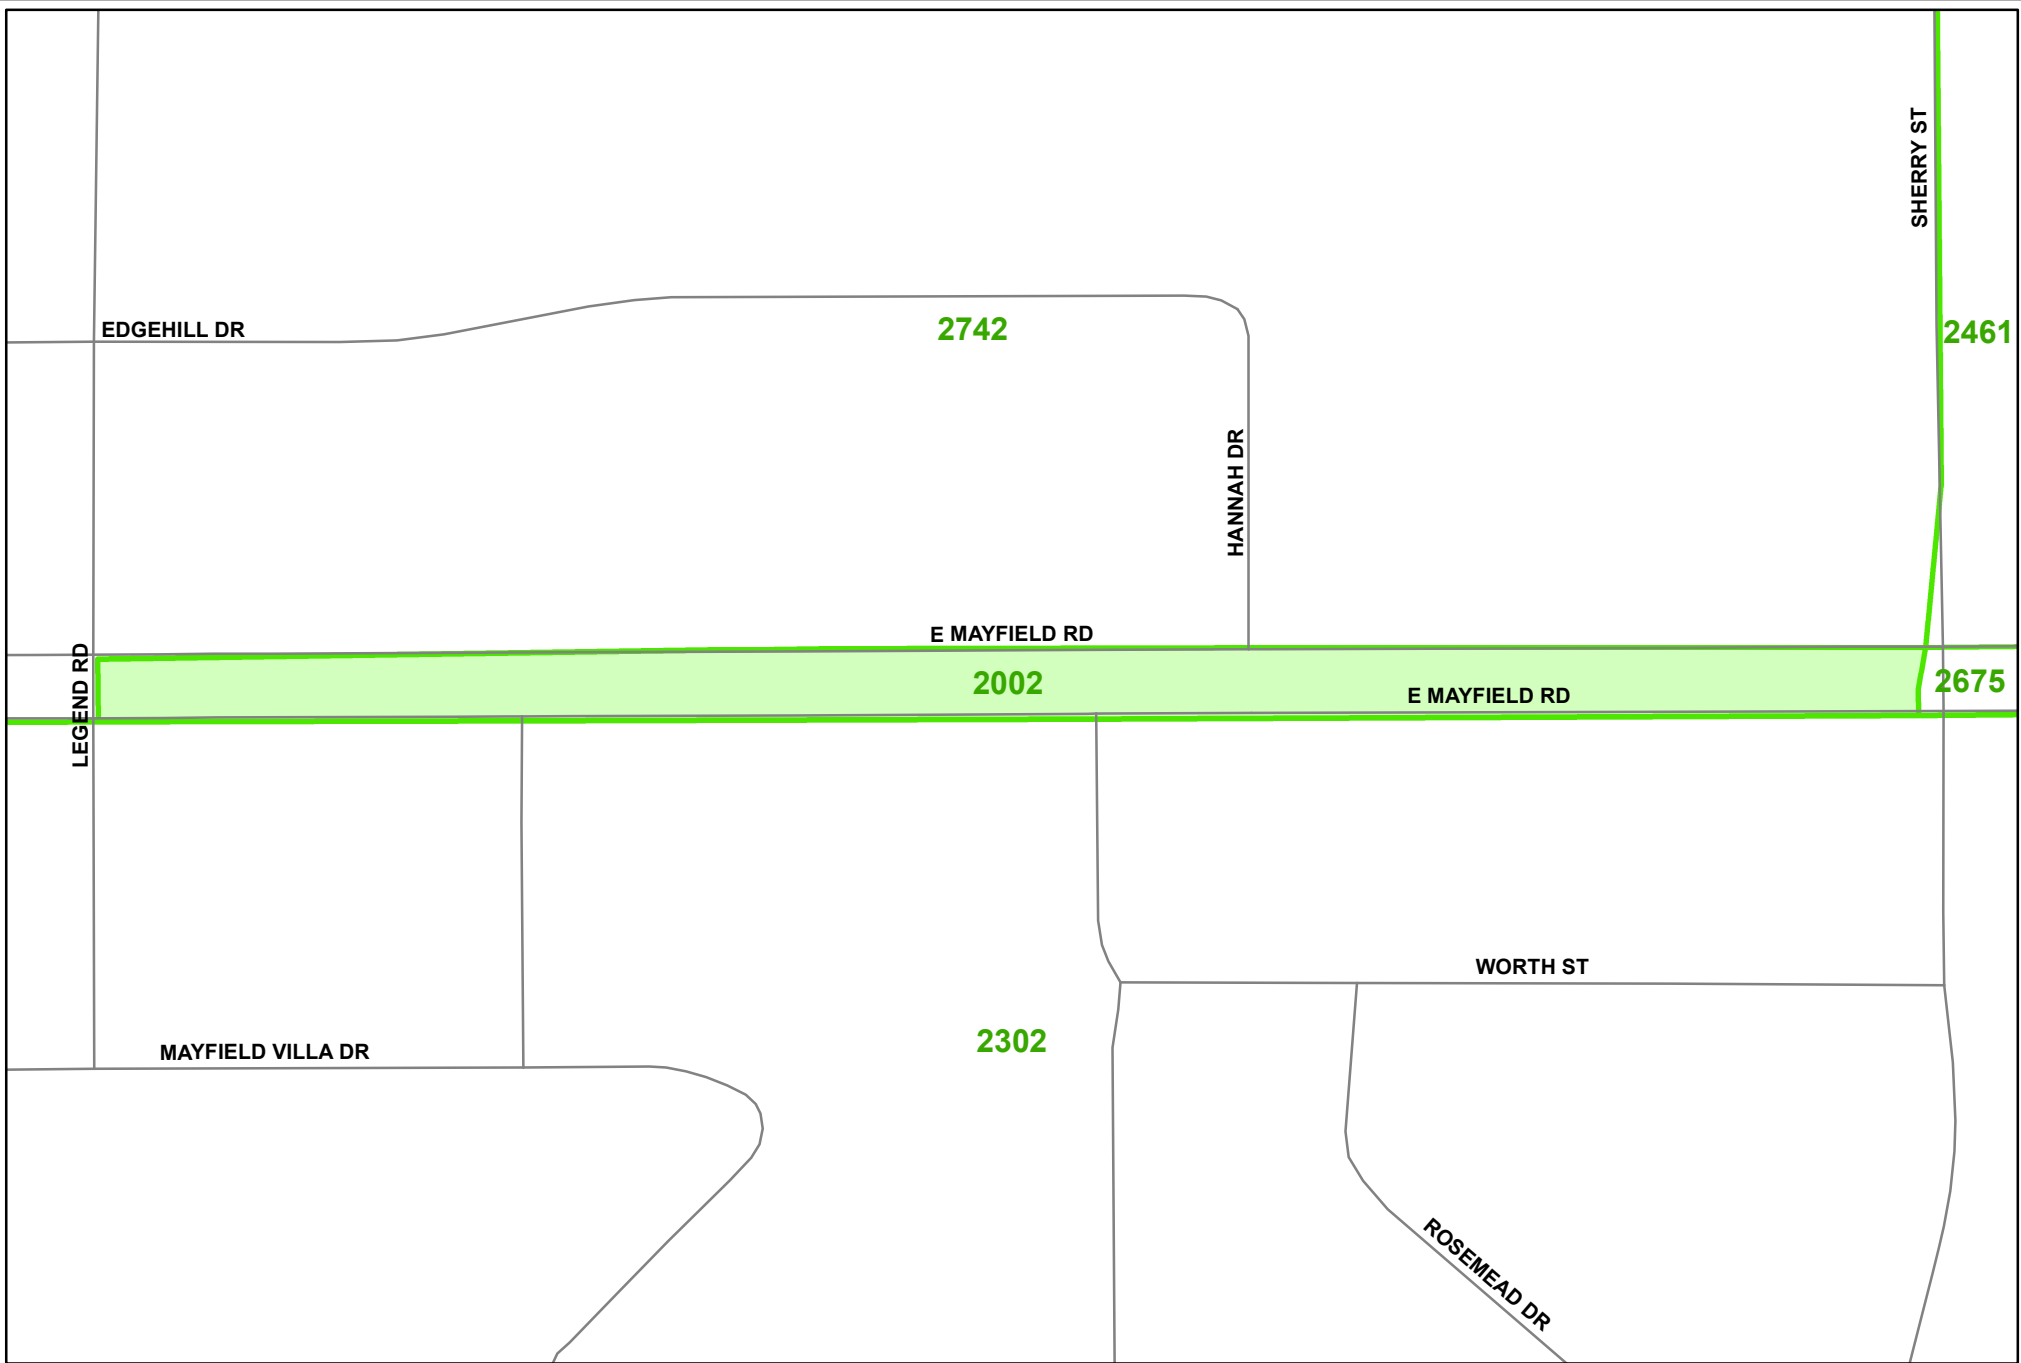 SHERRY ST
EDGEHILL DR
2742
2461
HANNAH DR
E MAYFIELD RD
LEGEND RD
2002
E MAYFIELD RD
2675
WORTH ST
2302
MAYFIELD VILLA DR
ROSEMEAD DR